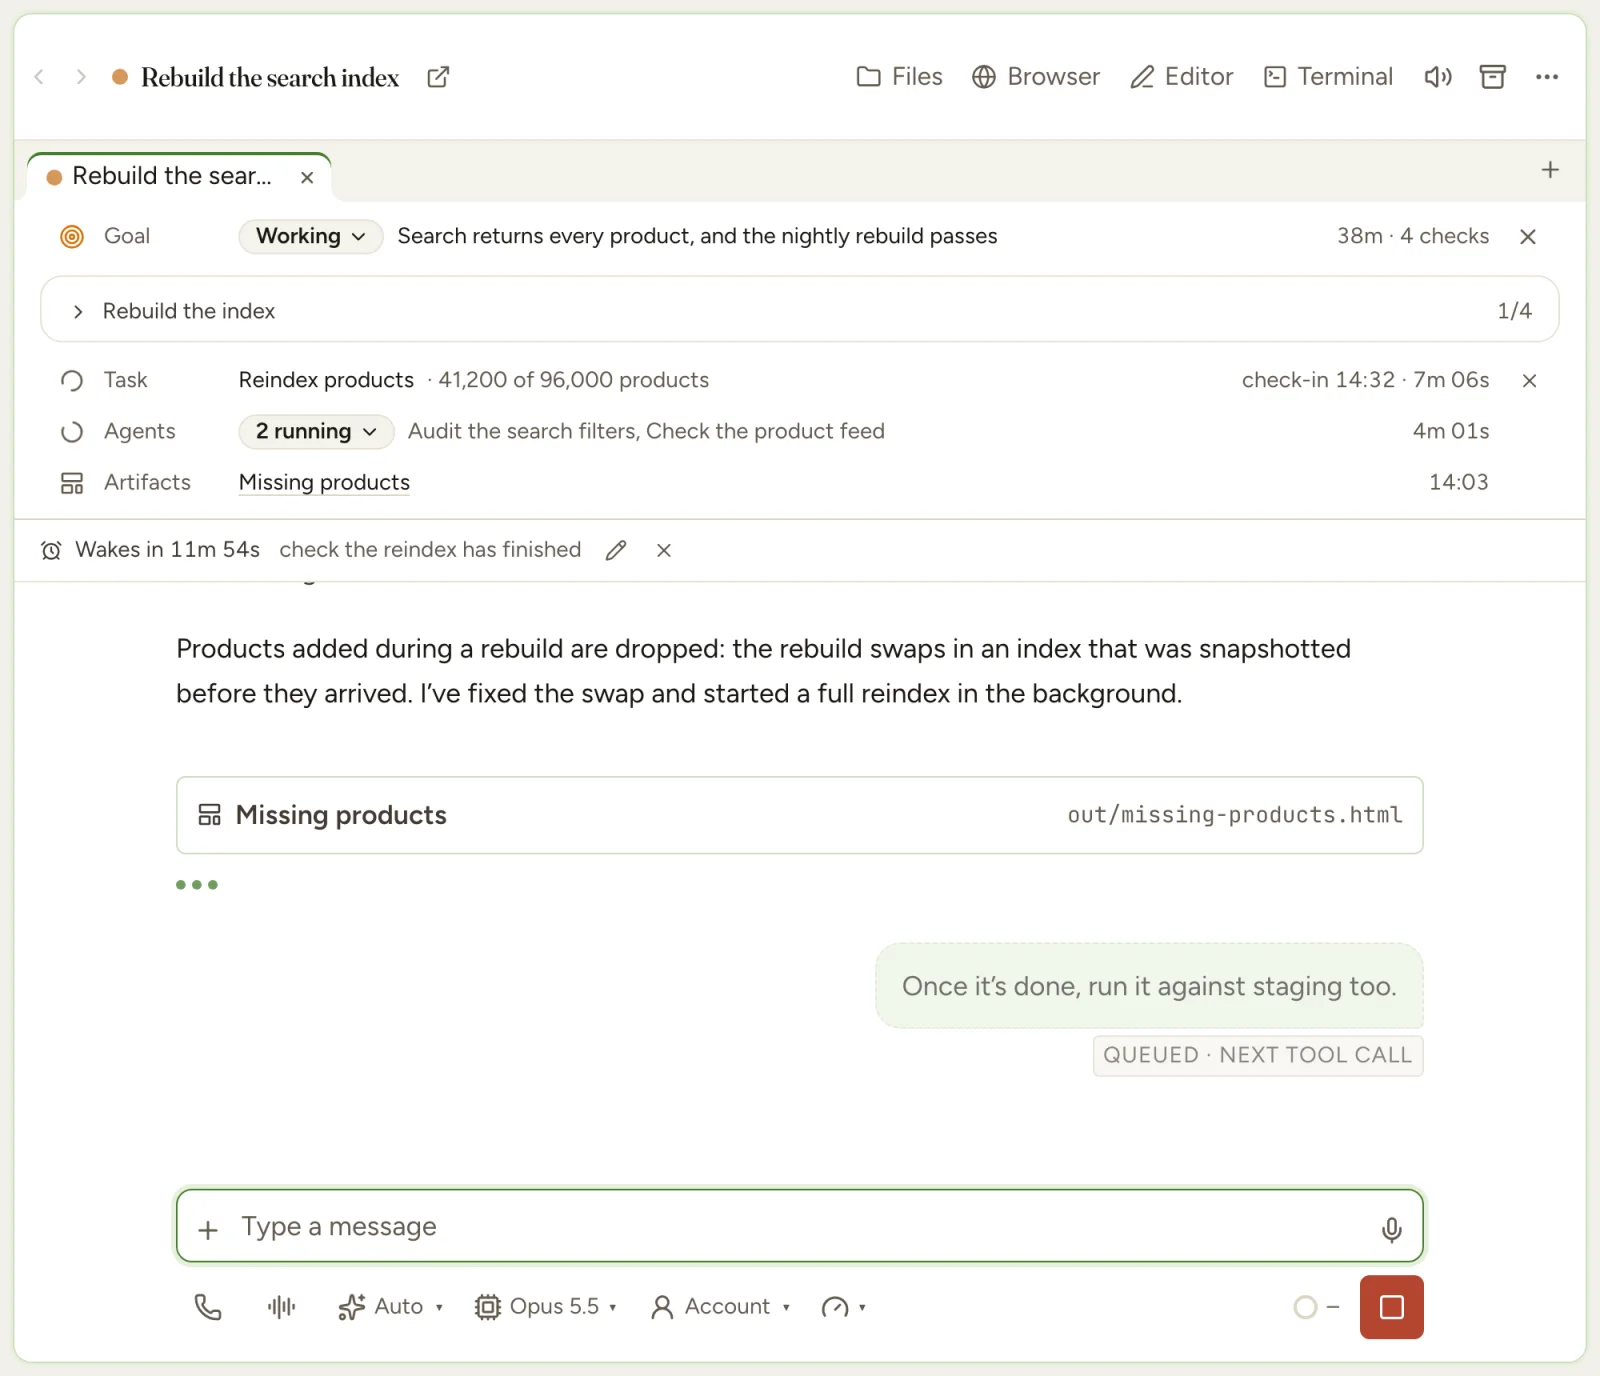 Rebuild the search index
Files
Browser
Editor
Terminal
Rebuild the sear...
Goal
Working
Search returns every product, and the nightly rebuild passes
38m · 4 checks
Rebuild the index
1/4
Task
Reindex products · 41,200 of 96,000 products
check-in 14:32 · 7m 06s
Agents
2 running
Audit the search filters, Check the product feed
4m 01s
Artifacts
Missing products
14:03
Wakes in 11m 54s
check the reindex has finished
Products added during a rebuild are dropped: the rebuild swaps in an index that was snapshotted
before they arrived. I’ve fixed the swap and started a full reindex in the background.
Missing products
out/missing-products.html
Once it’s done, run it against staging too.
QUEUED · NEXT TOOL CALL
Type a message
Auto
Opus 5.5
Account
–